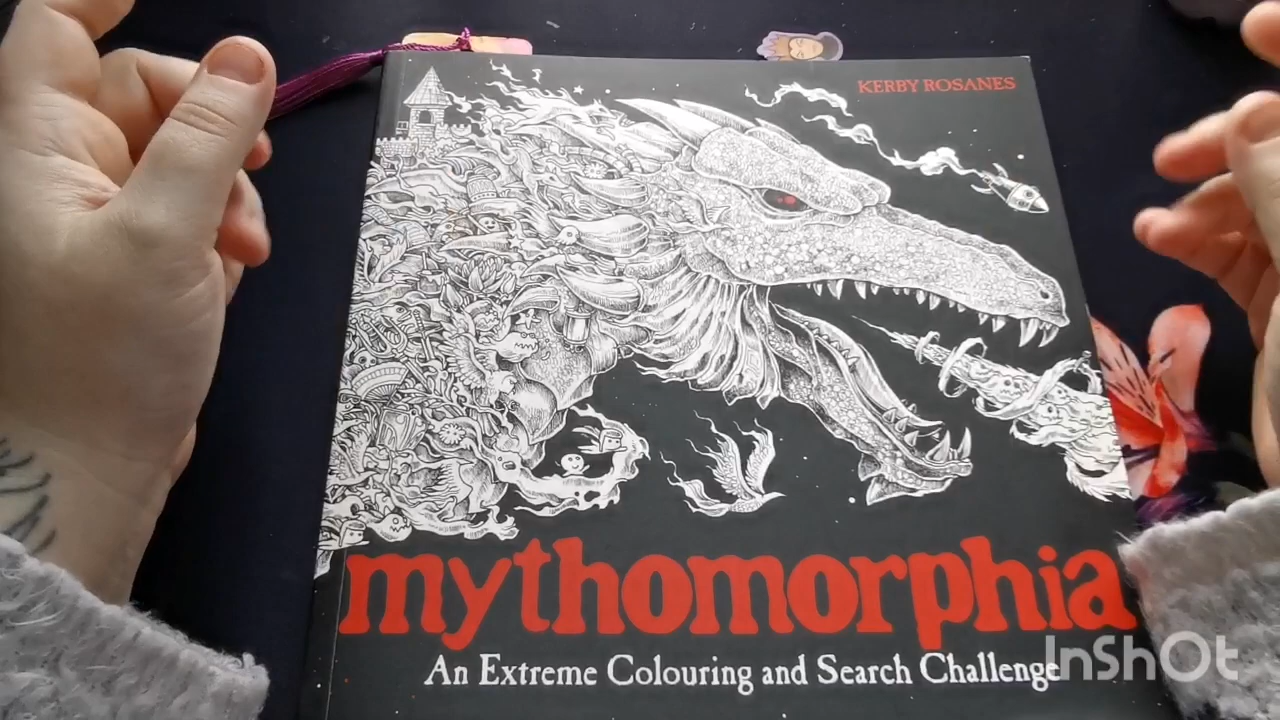 KERBY ROSANES
mythomorphia
An Extreme Colouring and Search Challenge
InShOt